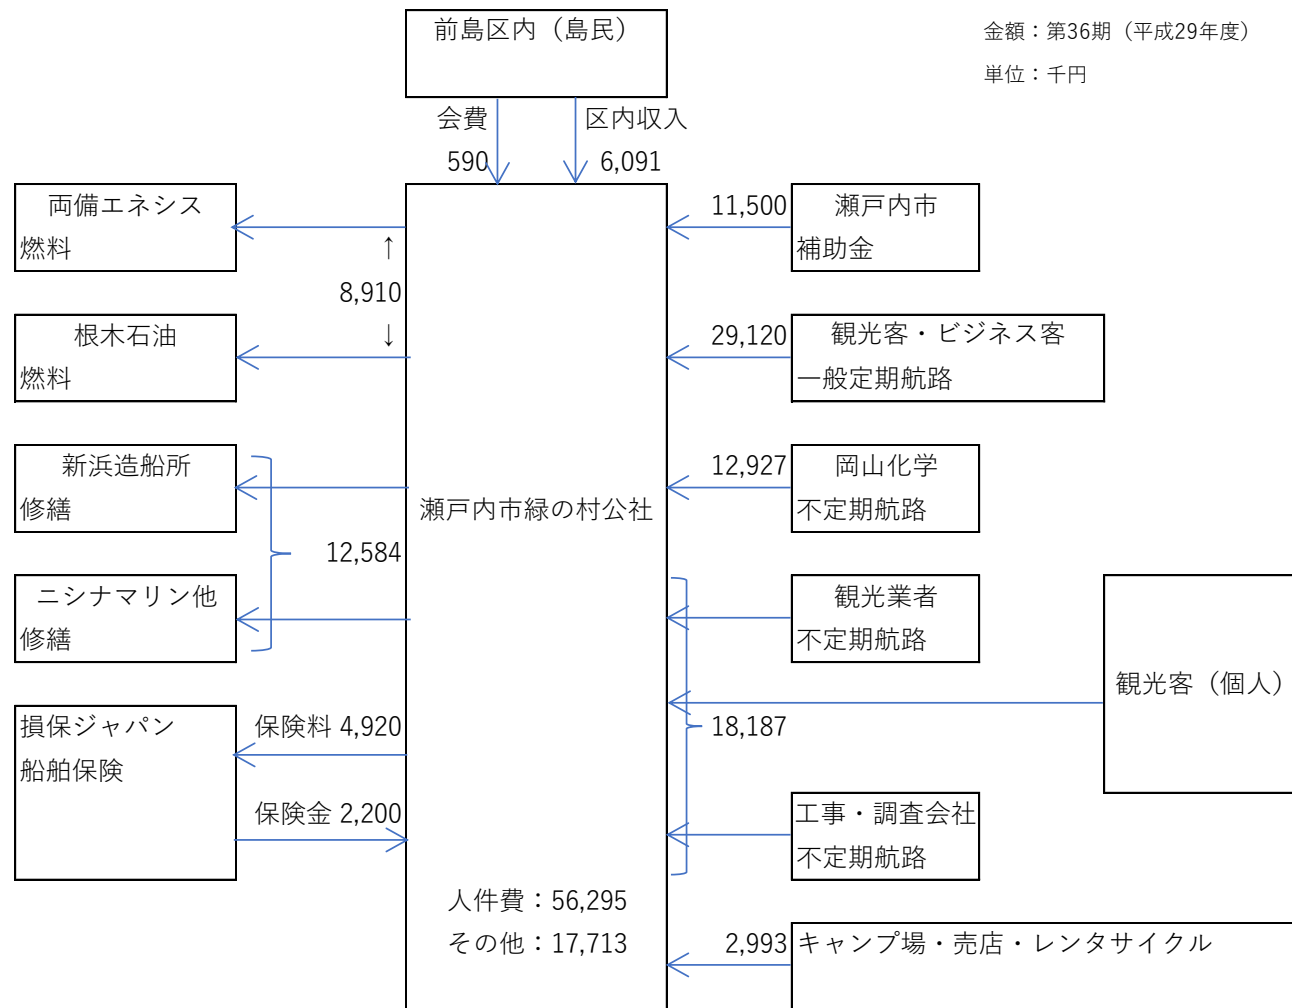 前島区内（島民）
金額：第36期（平成29年度）
単位：千円
会費
区内収入
590
6,091
両備エネシス
燃料
↑
8,910
↓
根木石油
燃料
新浜造船所
修繕
12,584
ニシナマリン他
修繕
損保ジャパン
船舶保険
保険料 4,920
保険金 2,200
瀬戸内市緑の村公社
人件費：56,295
その他：17,713
11,500
瀬戸内市
補助金
29,120
観光客・ビジネス客
一般定期航路
12,927
岡山化学
不定期航路
観光業者
不定期航路
観光客（個人）
18,187
工事・調査会社
不定期航路
2,993
キャンプ場・売店・レンタサイクル